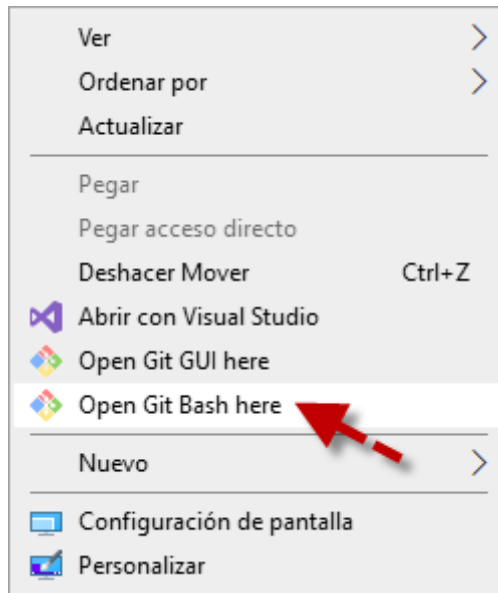 Ver
Ordenar por
Actualizar
Pegar
Pegar acceso directo
Deshacer Mover Ctrl+Z
Abrir con Visual Studio
Open Git GUI here
Open Git Bash here
Nuevo
Configuración de pantalla
Personalizar